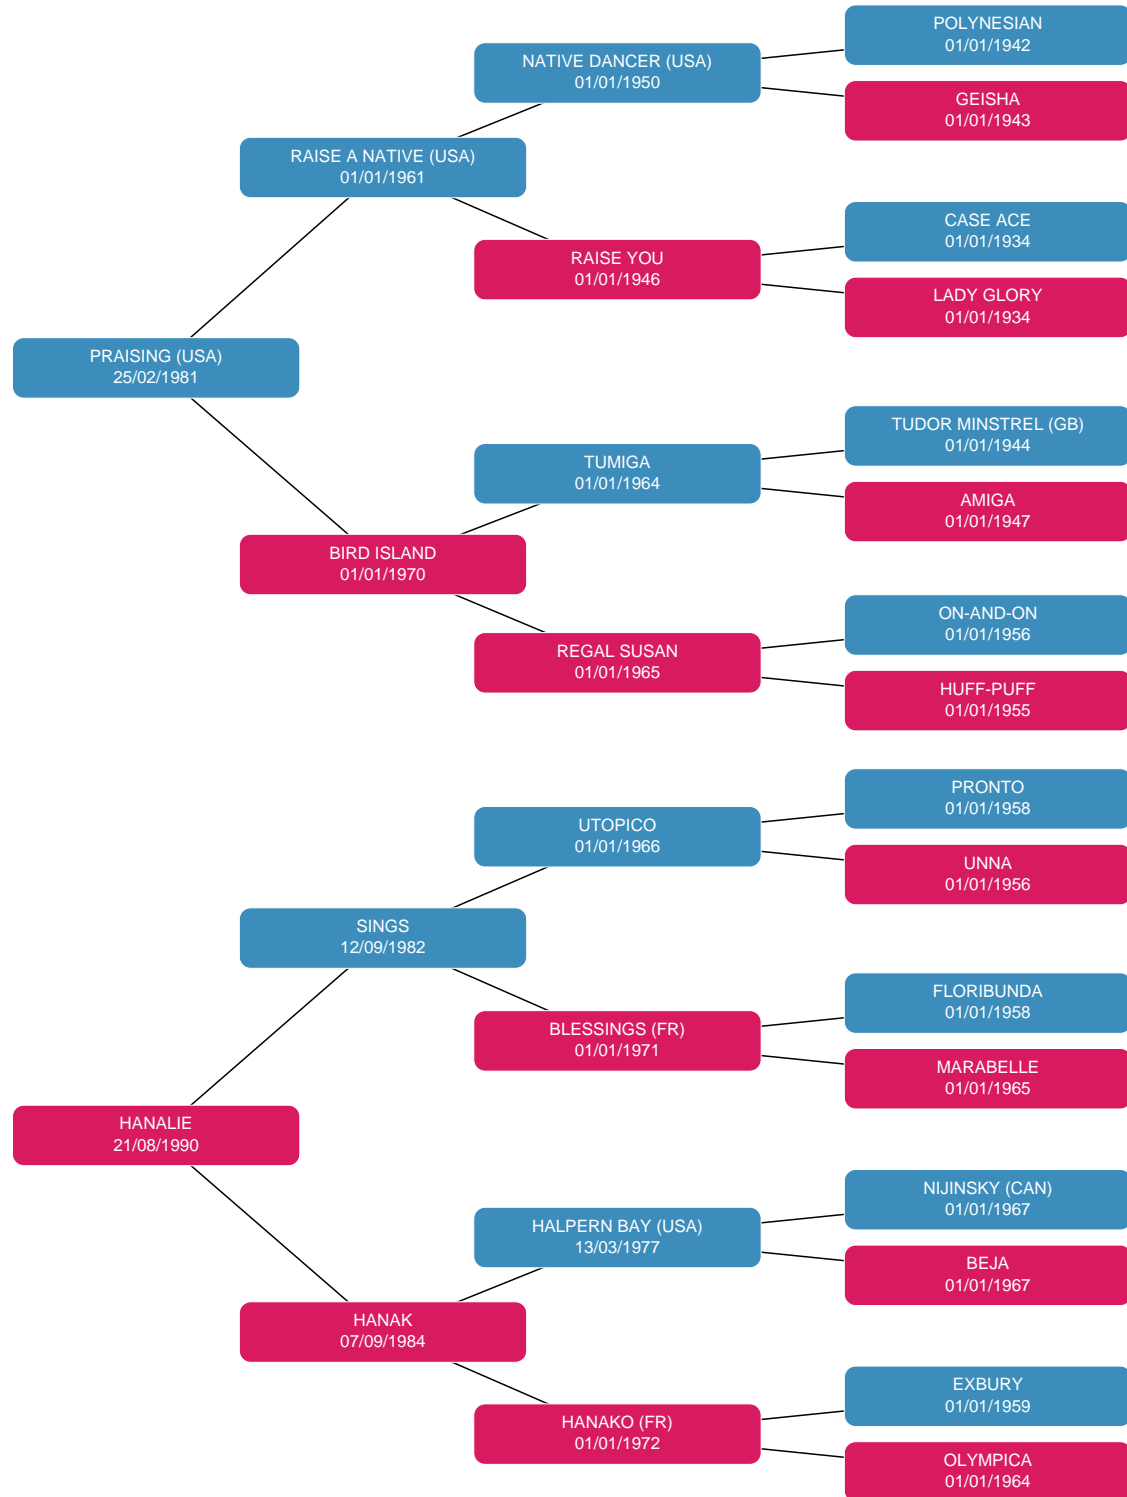 POLYNESIAN
01/01/1942
NATIVE DANCER (USA)
01/01/1950
GEISHA
01/01/1943
RAISE A NATIVE (USA)
01/01/1961
CASE ACE
01/01/1934
RAISE YOU
01/01/1946
LADY GLORY
01/01/1934
PRAISING (USA)
25/02/1981
TUDOR MINSTREL (GB)
01/01/1944
TUMIGA
01/01/1964
AMIGA
01/01/1947
BIRD ISLAND
01/01/1970
ON-AND-ON
01/01/1956
REGAL SUSAN
01/01/1965
HUFF-PUFF
01/01/1955
PRONTO
01/01/1958
UTOPICO
01/01/1966
UNNA
01/01/1956
SINGS
12/09/1982
FLORIBUNDA
01/01/1958
BLESSINGS (FR)
01/01/1971
MARABELLE
01/01/1965
HANALIE
21/08/1990
NIJINSKY (CAN)
01/01/1967
HALPERN BAY (USA)
13/03/1977
BEJA
01/01/1967
HANAK
07/09/1984
EXBURY
01/01/1959
HANAKO (FR)
01/01/1972
OLYMPICA
01/01/1964